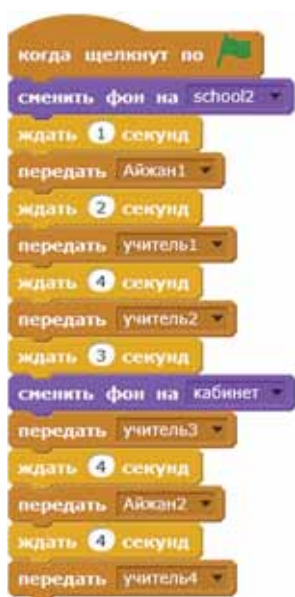 когда щелкнут по
сменить фон на school2
ждать 1 секунд
передать Айжан1
ждать 2 секунд
передать учитель1
ждать 4 секунд
передать учитель2
ждать 3 секунд
сменить фон на кабинет
передать учитель3
ждать 4 секунд
передать Айжан2
ждать 4 секунд
передать учитель4